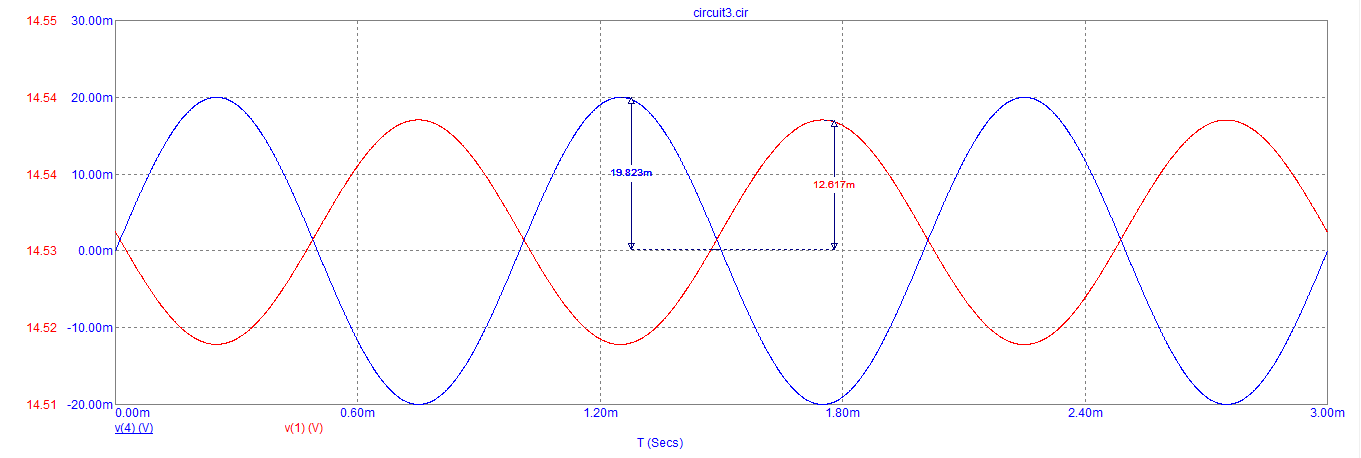 circuit3.cir
14.55 30.00m
14.54 20.00m
19.823m
14.54 10.00m
12.617m
14.53 0.00m
14.52 -10.00m
14.51 -20.00m
0.00m 0.60m 1.20m 1.80m 2.40m 3.00m
v(4) (V) v(1) (V)
T (Secs)